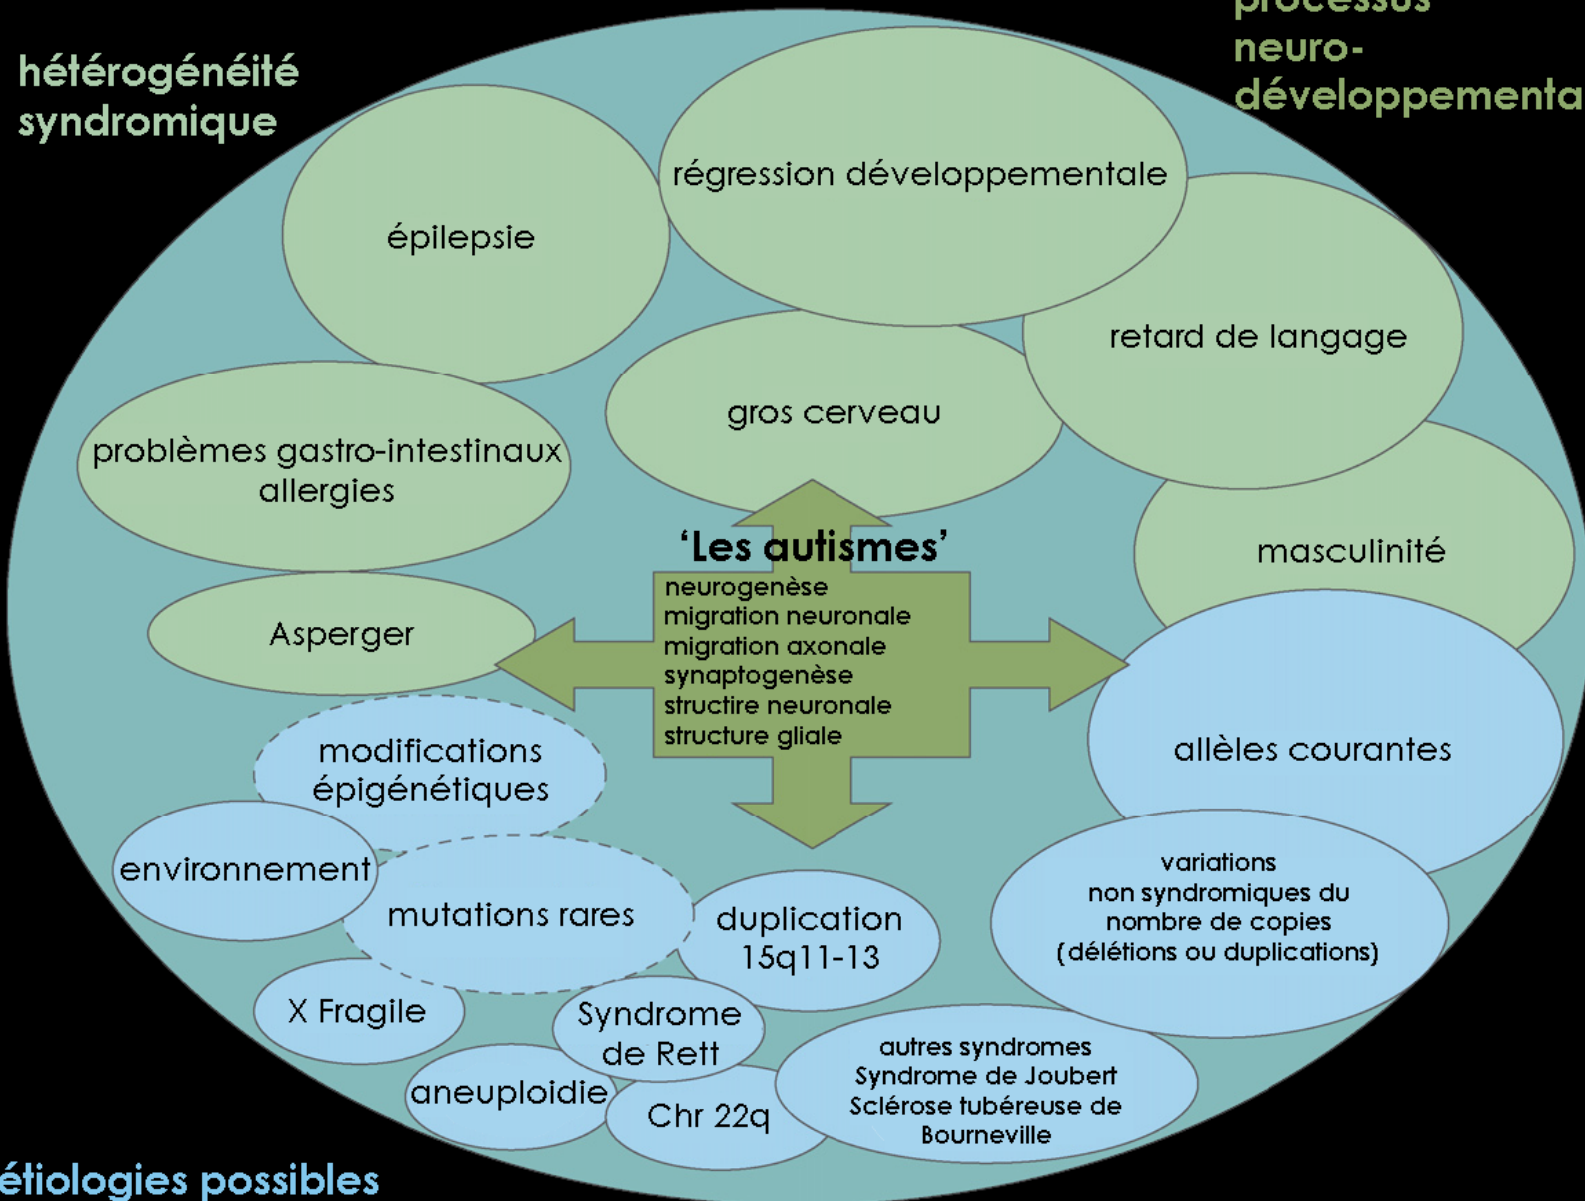 hétérogénéité
syndromique
processus
neuro-
développementa
régression développementale
épilepsie
retard de langage
gros cerveau
problèmes gastro-intestinaux
allergies
masculinité
Asperger
'Les autismes'
neurogenèse
migration neuronale
migration axonale
synaptogenèse
structire neuronale
structure gliale
modifications
épigénétiques
allèles courantes
environnement
mutations rares
duplication
15q11-13
variations
non syndromiques du
nombre de copies
(délétions ou duplications)
X Fragile
Syndrome
de Rett
aneuploidie
Chr 22q
autres syndromes
Syndrome de Joubert
Sclérose tubéreuse de
Bourneville
étiologies possibles